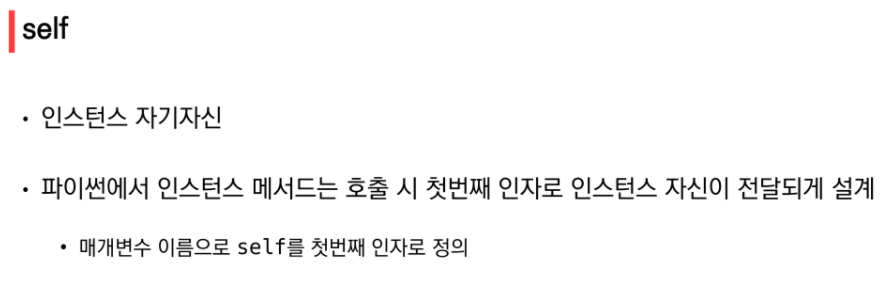 self
• 인스턴스 자기자신
• 파이썬에서 인스턴스 메서드는 호출 시 첫번째 인자로 인스턴스 자신이 전달되게 설계
• 매개변수 이름으로 self를 첫번째 인자로 정의